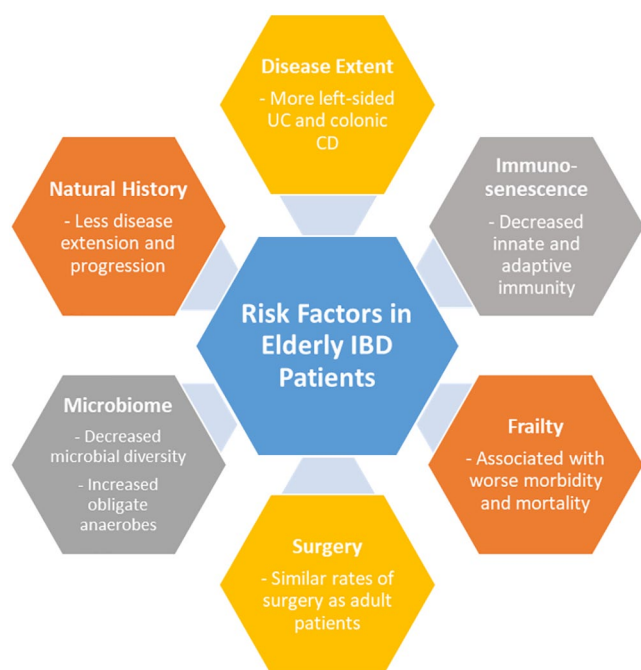 Disease Extent
- More left-sided
UC and colonic
CD
Immuno-
senescence
- Decreased
innate and
adaptive
immunity
Natural History
- Less disease
extension and
progression
Risk Factors in
Elderly IBD
Patients
Microbiome
- Decreased
microbial diversity
- Increased
obligate
anaerobes
Frailty
- Associated with
worse morbidity
and mortality
Surgery
- Similar rates of
surgery as adult
patients